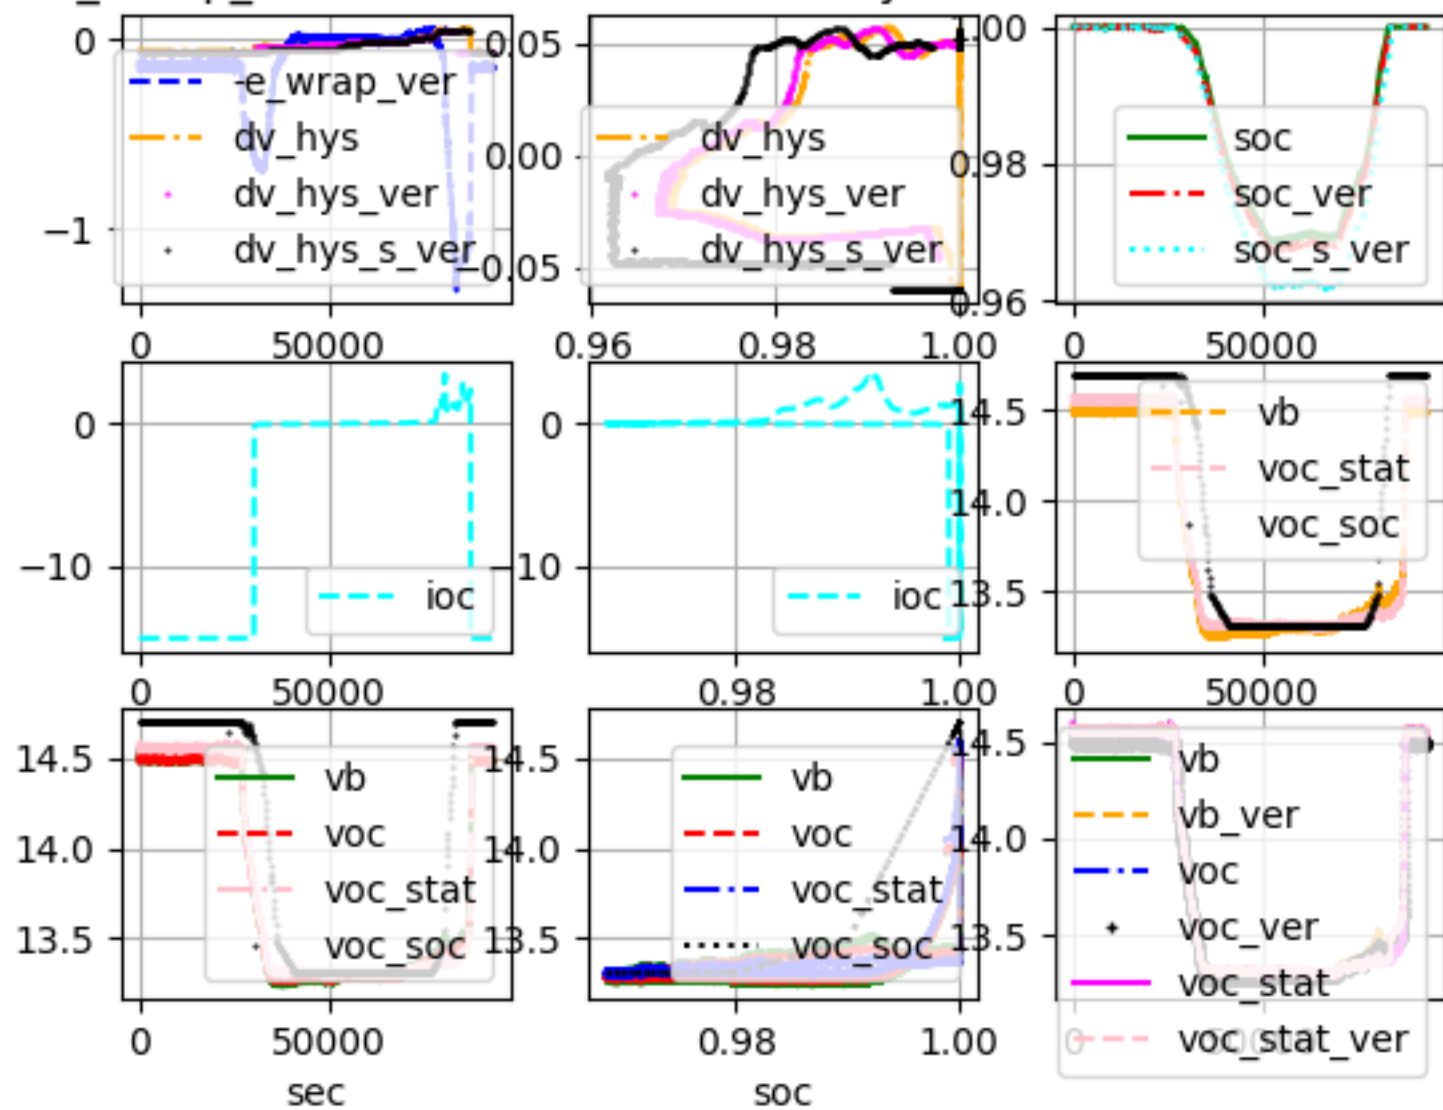 0
-e_wrap_ver
dv_hys
dv_hys_ver
dv_hys_s_ver
−1
0 50000
0.05
0.00
0.05
dv_hys
dv_hys_ver
dv_hys_s_ver
0.96 0.98 1.00
1.00
0.98
0.96
soc
soc_ver
soc_s_ver
0 50000
0
−10
ioc
0 50000
0
−10
ioc
0.98 1.00
14.5
14.0
13.5
vb
voc_stat
voc_soc
0 50000
14.5
14.0
13.5
vb
voc
voc_stat
voc_soc
0 50000
sec
14.5
14.0
13.5
vb
voc
voc_stat
voc_soc
0.98 1.00
soc
14.5
14.0
13.5
vb
vb_ver
voc
voc_ver
voc_stat
voc_stat_ver
0 50000